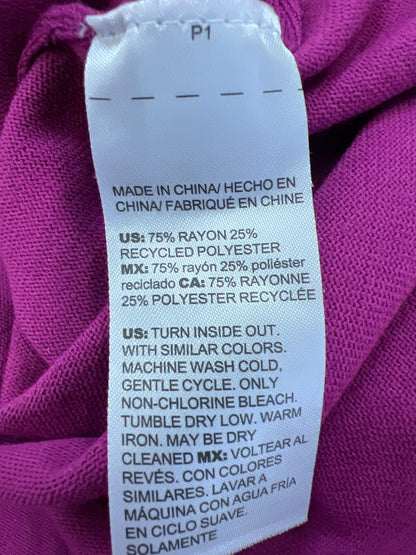 P1
MADE IN CHINA/ HECHO EN
CHINA/ FABRIQUÉ EN CHINE
US: 75% RAYON 25%
RECYCLED POLYESTER
MX: 75% rayón 25% poliéster
reciclado CA: 75% RAYONNE
25% POLYESTER RECYCLÉE
US: TURN INSIDE OUT.
WITH SIMILAR COLORS.
MACHINE WASH COLD,
GENTLE CYCLE. ONLY
NON-CHLORINE BLEACH.
TUMBLE DRY LOW. WARM
IRON. MAY BE DRY
CLEANED MX: VOLTEAR AL
REVÉS. CON COLORES
SIMILARES. LAVAR A
MÁQUINA CON AGUA FRÍA
EN CICLO SUAVE.
SOLAMENTE